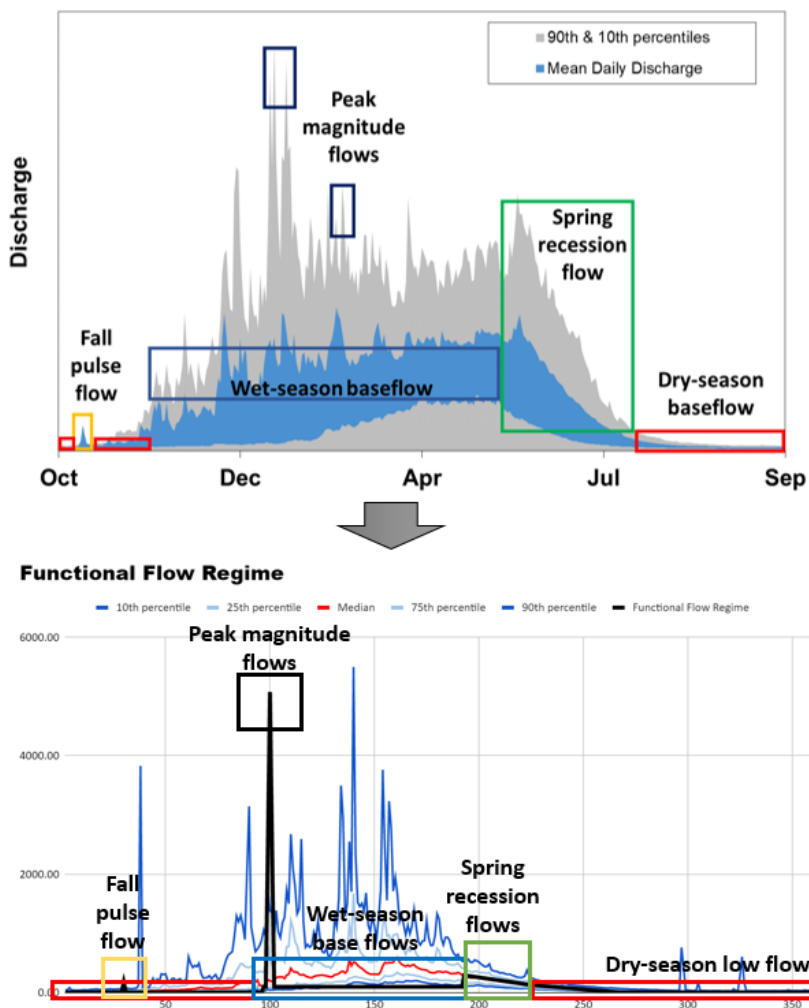 90th & 10th percentiles
Mean Daily Discharge
Peak
magnitude
flows
Discharge
Spring
recession
flow
Fall
pulse
flow
Wet-season baseflow
Dry-season
baseflow
Oct Dec Apr Jul Sep
Functional Flow Regime
10th percentile 25th percentile Median 75th percentile 90th percentile Functional Flow Regime
Peak magnitude
flows
6000.00
4000.00
2000.00
0.00
Fall
pulse
flow
Wet-season
base flows
Spring
recession
flows
Dry-season low flow
50 100 150 200 250 300 350